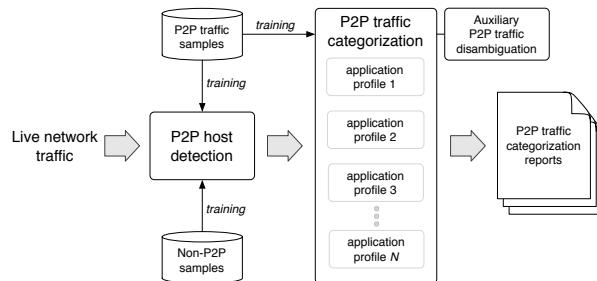 P2P traffic
samples
training
P2P traffic
categorization
Auxiliary
P2P traffic
disambiguation
training
application
profile 1
Live network
traffic
P2P host
detection
application
profile 2
P2P traffic
categorization
reports
application
profile 3
training
Non-P2P
samples
application
profile N